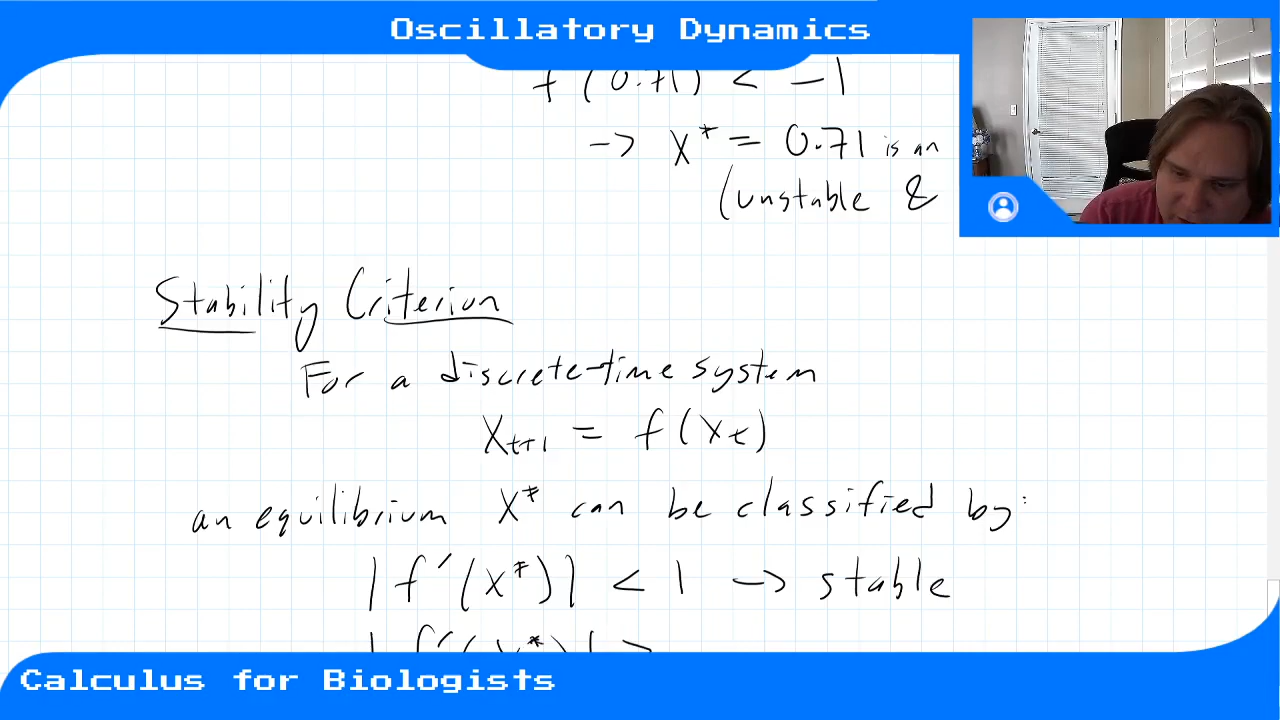 Oscillatory Dynamics
f (0.71) < -1
-> X* = 0.71 is an
(unstable &
Stability Criterion
For a discrete-time system
Xt+1 = f(Xt)
an equilibrium X* can be classified by:
|f'(X*)| < 1 -> stable
|f'(X*)| >
Calculus for Biologists